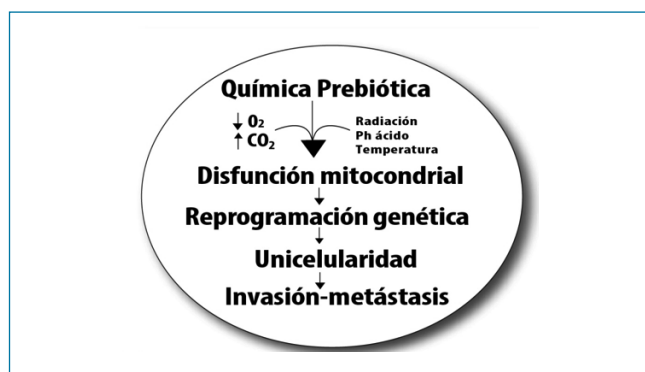 Química Prebiótica
↓ O₂
↑ CO₂
Radiación
Ph ácido
Temperatura
Disfunción mitocondrial
Reprogramación genética
Unicelularidad
Invasión-metástasis